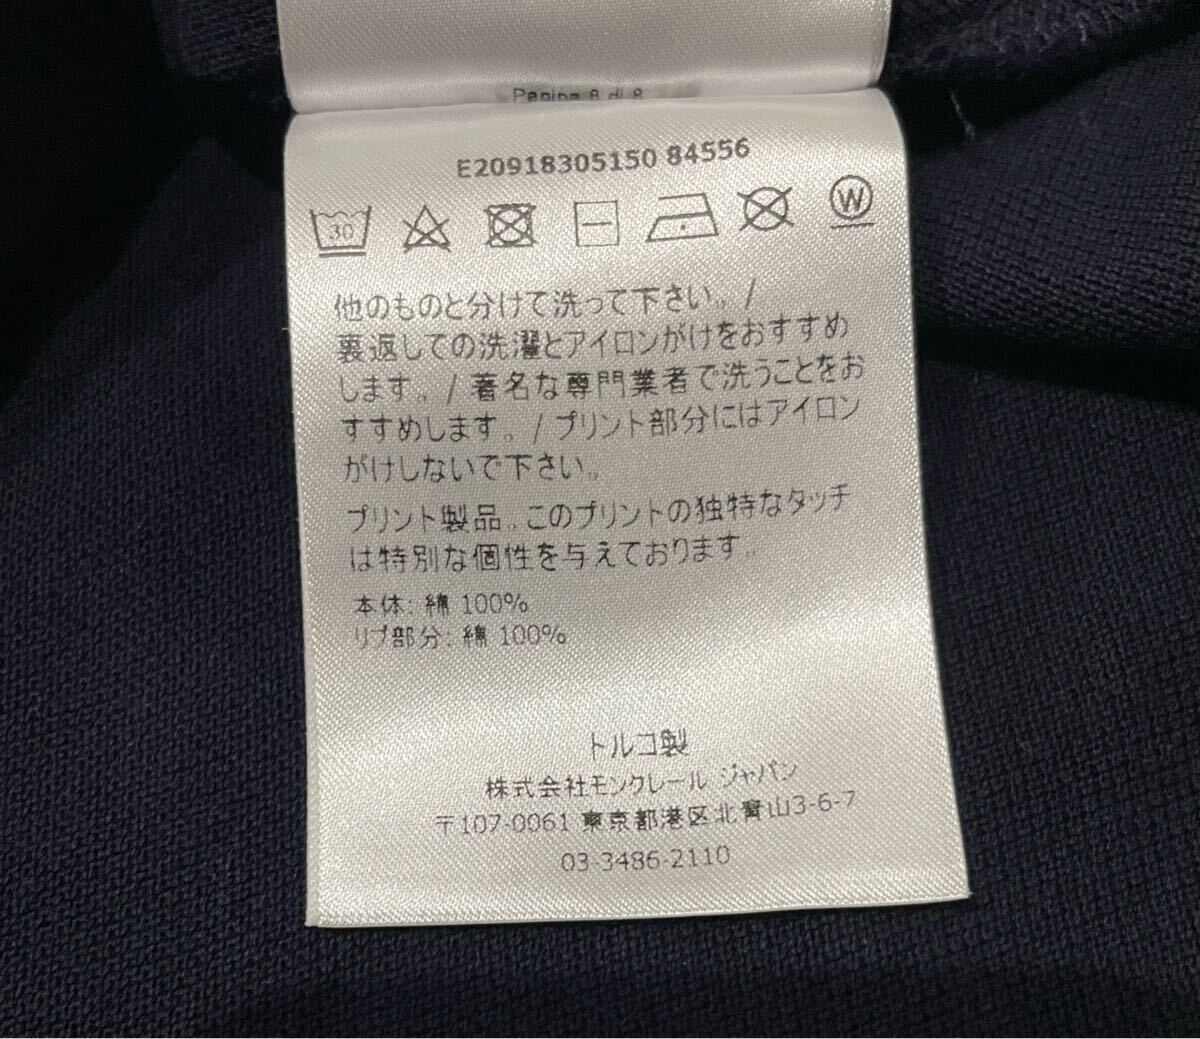 Pagina 8 di 8
E20918305150 84556
30
W
他のものと分けて洗って下さい。/
裏返しての洗濯とアイロンがけをおすすめ
します。/ 著名な専門業者で洗うことをお
すすめします。/ プリント部分にはアイロン
がけしないで下さい。
プリント製品。このプリントの独特なタッチ
は特別な個性を与えております。
本体: 綿 100%
リブ部分: 綿 100%
トルコ製
株式会社モンクレール ジャパン
〒107-0061 東京都港区北青山3-6-7
03-3486-2110